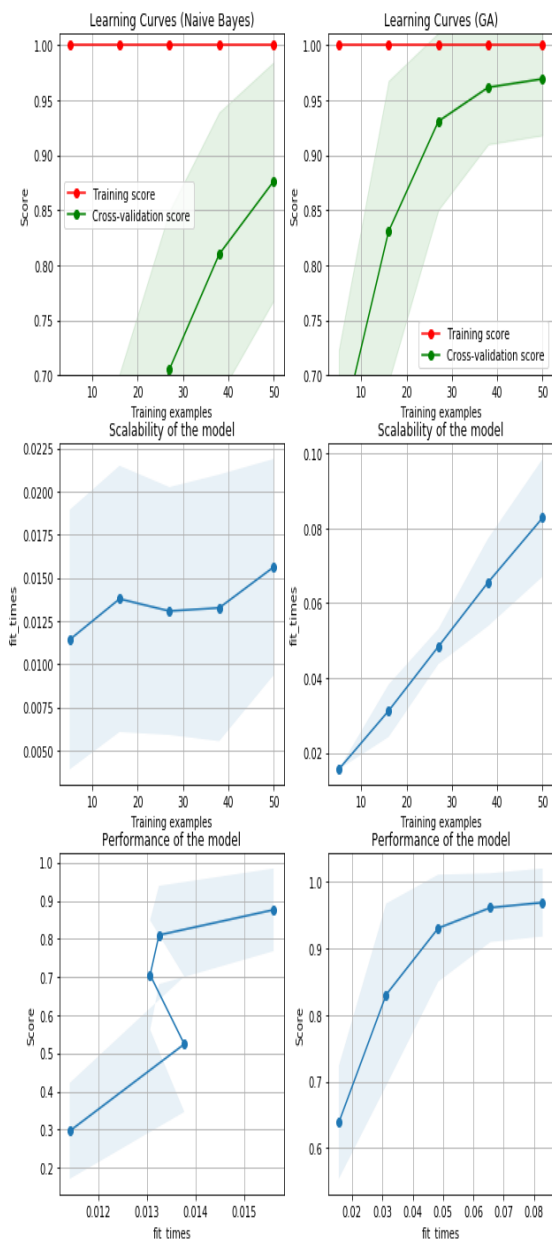 Learning Curves (Naive Bayes)
1.00
0.95
0.90
0.85
0.80
0.75
0.70
Score
Training score
Cross-validation score
10 20 30 40 50
Training examples
Learning Curves (GA)
1.00
0.95
0.90
0.85
0.80
0.75
0.70
Score
Training score
Cross-validation score
10 20 30 40 50
Training examples
Scalability of the model
0.0225
0.0200
0.0175
0.0150
0.0125
0.0100
0.0075
0.0050
fit_times
10 20 30 40 50
Training examples
Scalability of the model
0.10
0.08
0.06
0.04
0.02
fit_times
10 20 30 40 50
Training examples
Performance of the model
1.0
0.9
0.8
0.7
0.6
0.5
0.4
0.3
0.2
Score
0.012 0.013 0.014 0.015
fit_times
Performance of the model
1.0
0.9
0.8
0.7
0.6
Score
0.02 0.03 0.04 0.05 0.06 0.07 0.08
fit_times